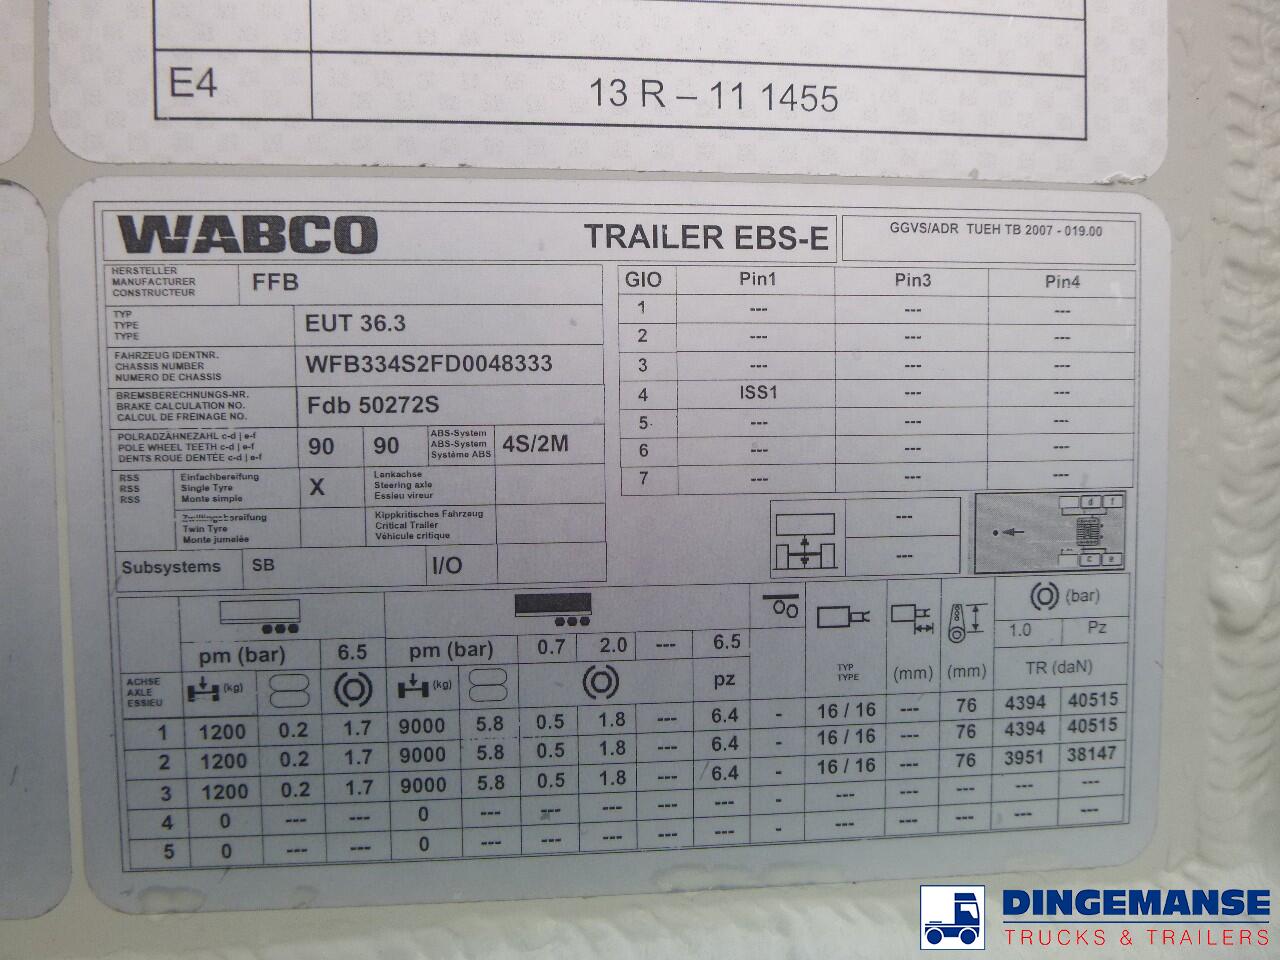 E4 13 R – 11 1455
WABCO TRAILER EBS-E GGVS/ADR TUEH TB 2007 - 019.00
HERSTELLER
MANUFACTURER
CONSTRUCTEUR
FFB
TYP
TYPE
TYPE
EUT 36.3
FAHRZEUG IDENTNR.
CHASSIS NUMBER
NUMERO DE CHASSIS
WFB334S2FD0048333
BREMSBERECHNUNGS-NR.
BRAKE CALCULATION NO.
CALCUL DE FREINAGE NO.
Fdb 50272S
POLRADZÄHNEZAHL c-d | e-f
POLE WHEEL TEETH c-d | e-f
DENTS ROUE DENTÉE c-d | e-f
90 90
ABS-System
ABS-System
Système ABS
4S/2M
RSS
RSS
RSS
Einfachbereifung
Single Tyre
Monte simple
X
Lenkachse
Steering axle
Essieu vireur
Zwillingsbereifung
Twin Tyre
Monte jumelée
Kippkritisches Fahrzeug
Critical Trailer
Véhicule critique
Subsystems SB I/O
GIO Pin1 Pin3 Pin4
1 --- --- ---
2 --- --- ---
3 --- --- ---
4 ISS1 --- ---
5 --- --- ---
6 --- --- ---
7 --- --- ---
---
---
d f
c e
pm (bar) 6.5 pm (bar) 0.7 2.0 --- 6.5
(bar)
1.0 Pz
ACHSE
AXLE
ESSIEU
(kg) (kg) pz
TYP
TYPE
(mm) (mm) TR (daN)
1 1200 0.2 1.7 9000 5.8 0.5 1.8 --- 6.4 - 16 / 16 --- 76 4394 40515
2 1200 0.2 1.7 9000 5.8 0.5 1.8 --- 6.4 - 16 / 16 --- 76 4394 40515
3 1200 0.2 1.7 9000 5.8 0.5 1.8 --- 6.4 - 16 / 16 --- 76 3951 38147
4 0 --- --- 0 --- --- --- --- --- - --- --- --- --- ---
5 0 --- --- 0 --- --- --- --- --- - --- --- --- --- ---
DINGEMANSE
TRUCKS & TRAILERS